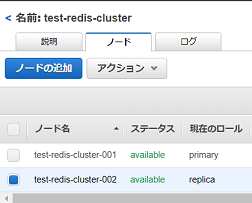 < 名前: test-redis-cluster
説明 ノード ログ
ノードの追加 アクション
ノード名 ステータス 現在のロール
test-redis-cluster-001 available primary
test-redis-cluster-002 available replica